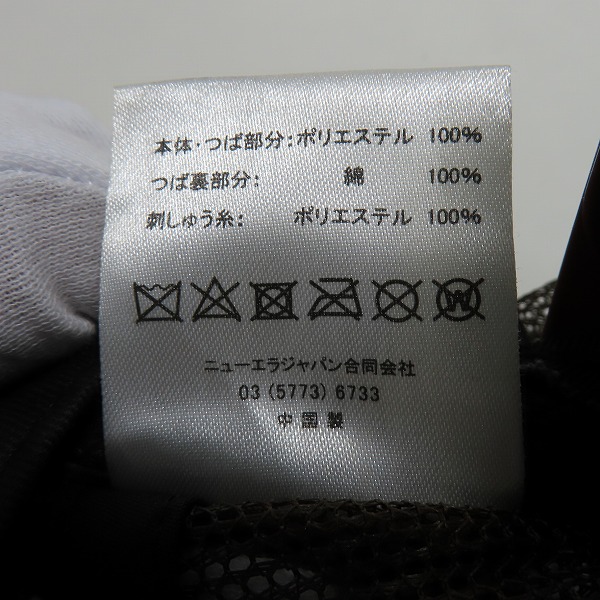 本体・つば部分:ポリエステル 100%
つば裏部分: 綿 100%
刺しゅう糸: ポリエステル 100%
ニューエラジャパン合同会社
03 (5773) 6733
中国製